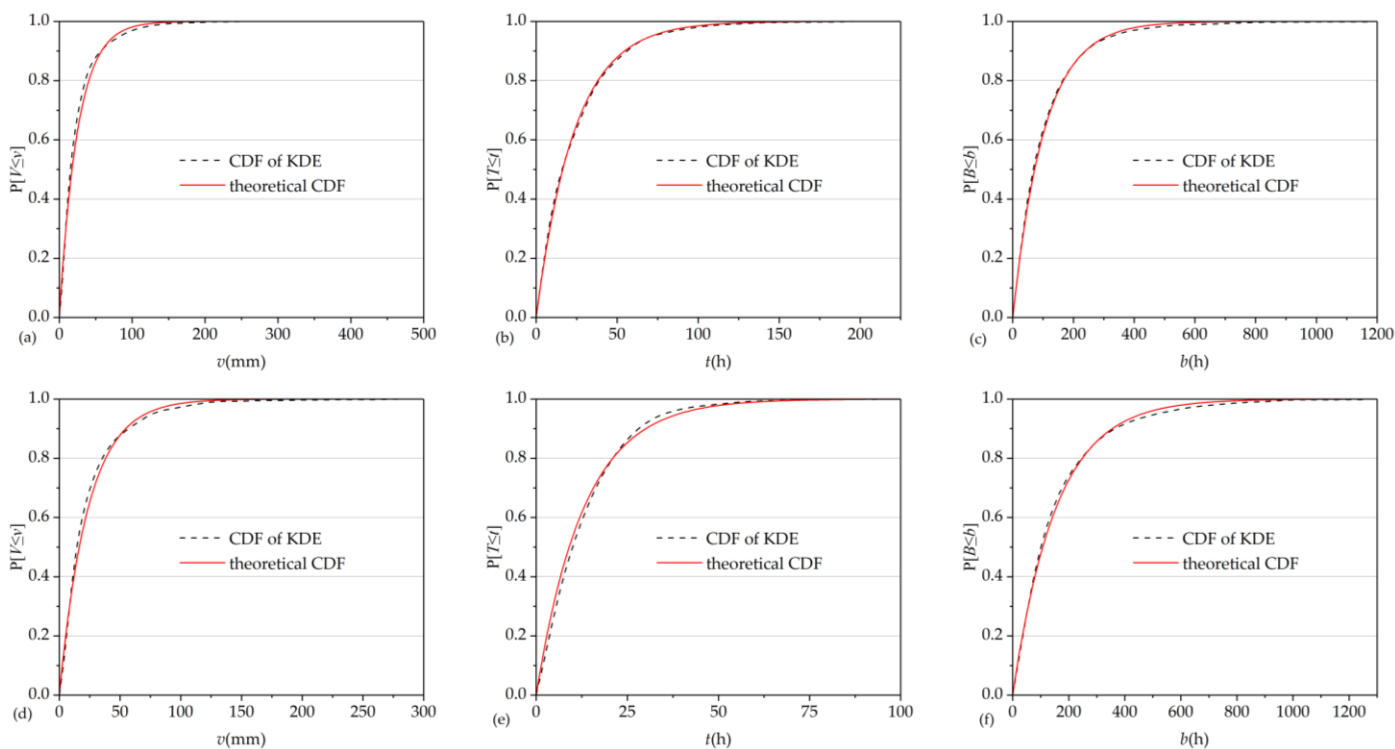 1.0
0.8
0.6
0.4
0.2
0.0
P[V≤v]
CDF of KDE
theoretical CDF
0 100 200 300 400 500
(a)
v(mm)
1.0
0.8
0.6
0.4
0.2
0.0
P[T≤t]
CDF of KDE
theoretical CDF
0 50 100 150 200
(b)
t(h)
1.0
0.8
0.6
0.4
0.2
0.0
P[B≤b]
CDF of KDE
theoretical CDF
0 200 400 600 800 1000 1200
(c)
b(h)
1.0
0.8
0.6
0.4
0.2
0.0
P[V≤v]
CDF of KDE
theoretical CDF
0 50 100 150 200 250 300
(d)
v(mm)
1.0
0.8
0.6
0.4
0.2
0.0
P[T≤t]
CDF of KDE
theoretical CDF
0 25 50 75 100
(e)
t(h)
1.0
0.8
0.6
0.4
0.2
0.0
P[B≤b]
CDF of KDE
theoretical CDF
0 200 400 600 800 1000 1200
(f)
b(h)